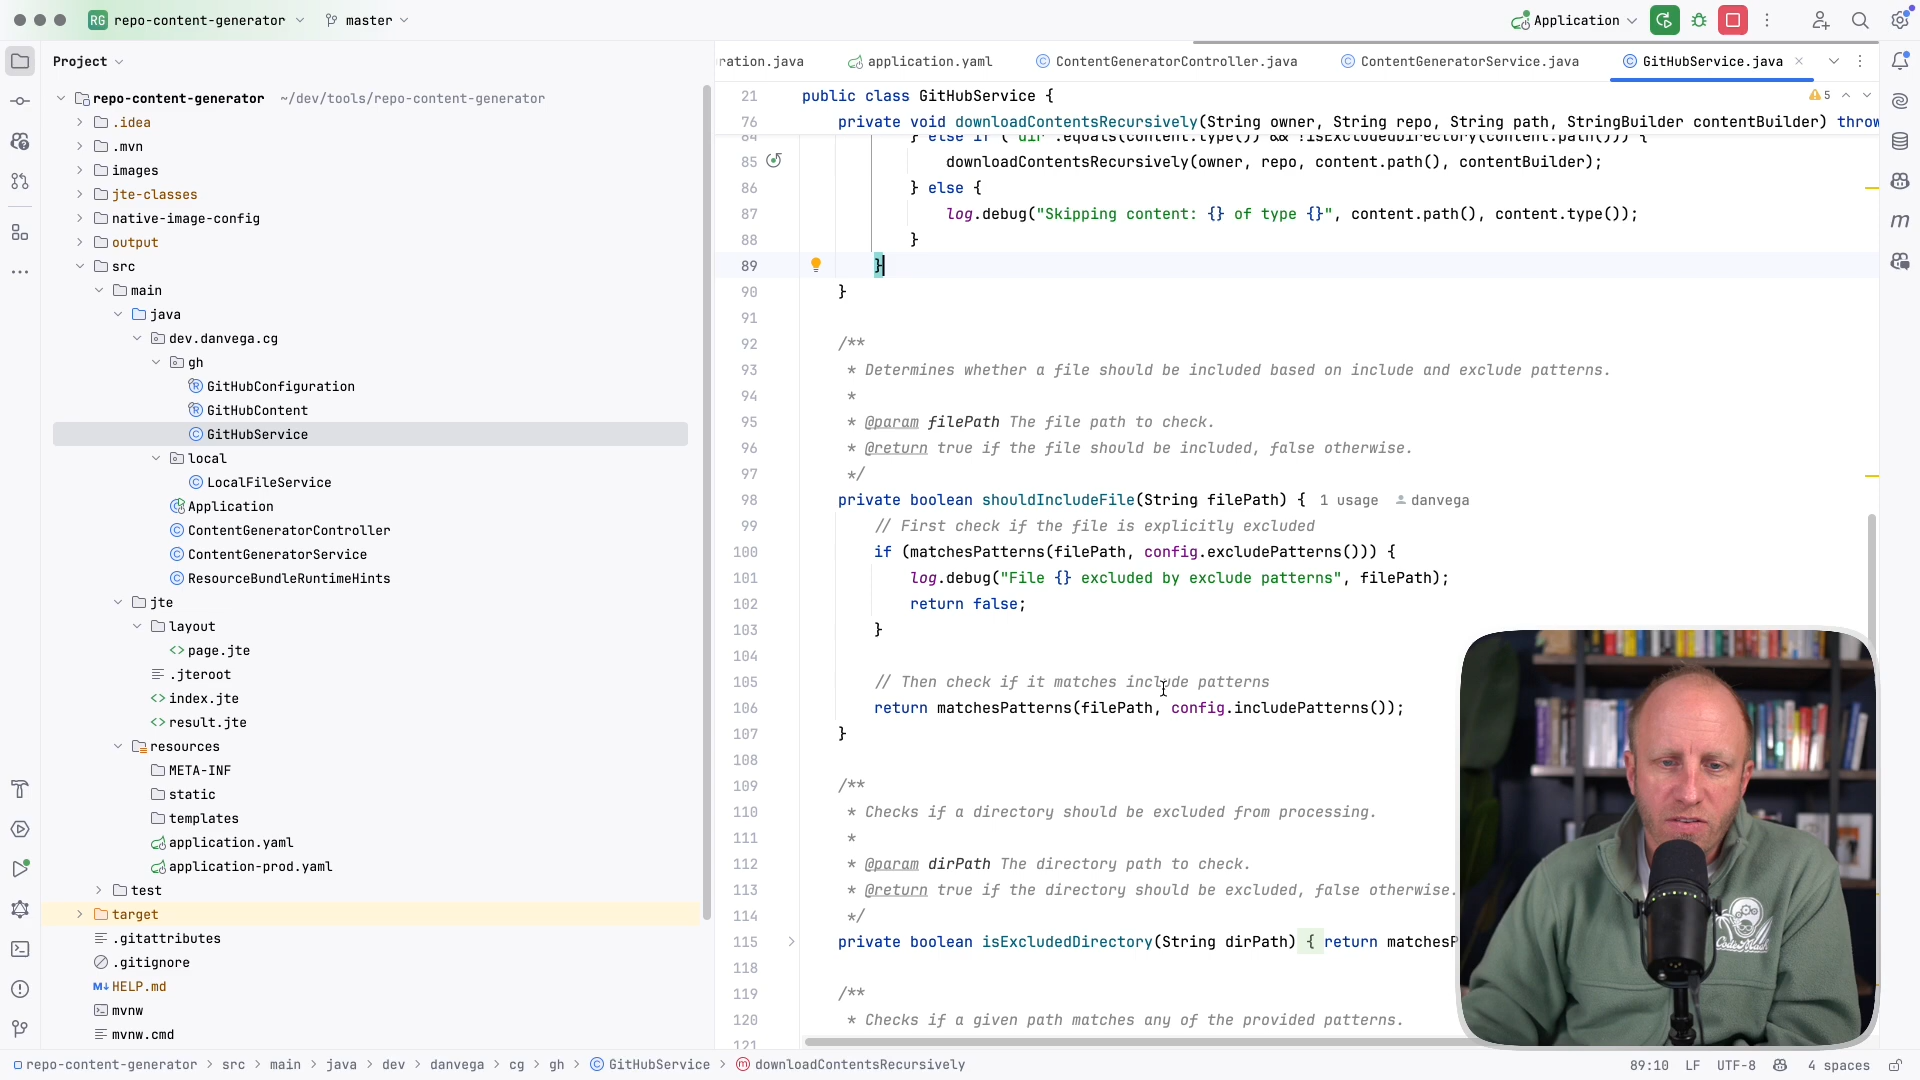 RG repo-content-generator master
Application
Project
ration.java application.yaml ContentGeneratorController.java ContentGeneratorService.java GitHubService.java
repo-content-generator ~/dev/tools/repo-content-generator
.idea
.mvn
images
jte-classes
native-image-config
output
src
main
java
dev.danvega.cg
gh
GitHubConfiguration
GitHubContent
GitHubService
local
LocalFileService
Application
ContentGeneratorController
ContentGeneratorService
ResourceBundleRuntimeHints
jte
layout
page.jte
.jteroot
index.jte
result.jte
resources
META-INF
static
templates
application.yaml
application-prod.yaml
test
target
.gitattributes
.gitignore
M↓ HELP.md
mvnw
mvnw.cmd
21 public class GitHubService { 5
76 private void downloadContentsRecursively(String owner, String repo, String path, StringBuilder contentBuilder) throw
84 } else if ("dir".equals(content.type()) && !isExcludedDirectory(content.path())) {
85 downloadContentsRecursively(owner, repo, content.path(), contentBuilder);
86 } else {
87 log.debug("Skipping content: {} of type {}", content.path(), content.type());
88 }
89 }
90 }
91
92 /**
93 * Determines whether a file should be included based on include and exclude patterns.
94 *
95 * @param filePath The file path to check.
96 * @return true if the file should be included, false otherwise.
97 */
98 private boolean shouldIncludeFile(String filePath) { 1 usage danvega
99 // First check if the file is explicitly excluded
100 if (matchesPatterns(filePath, config.excludePatterns())) {
101 log.debug("File {} excluded by exclude patterns", filePath);
102 return false;
103 }
104
105 // Then check if it matches include patterns
106 return matchesPatterns(filePath, config.includePatterns());
107 }
108
109 /**
110 * Checks if a directory should be excluded from processing.
111 *
112 * @param dirPath The directory path to check.
113 * @return true if the directory should be excluded, false otherwise.
114 */
115 private boolean isExcludedDirectory(String dirPath) { return matchesP
118
119 /**
120 * Checks if a given path matches any of the provided patterns.
121
CodeMash
repo-content-generator > src > main > java > dev > danvega > cg > gh > GitHubService > downloadContentsRecursively
89:10 LF UTF-8 4 spaces